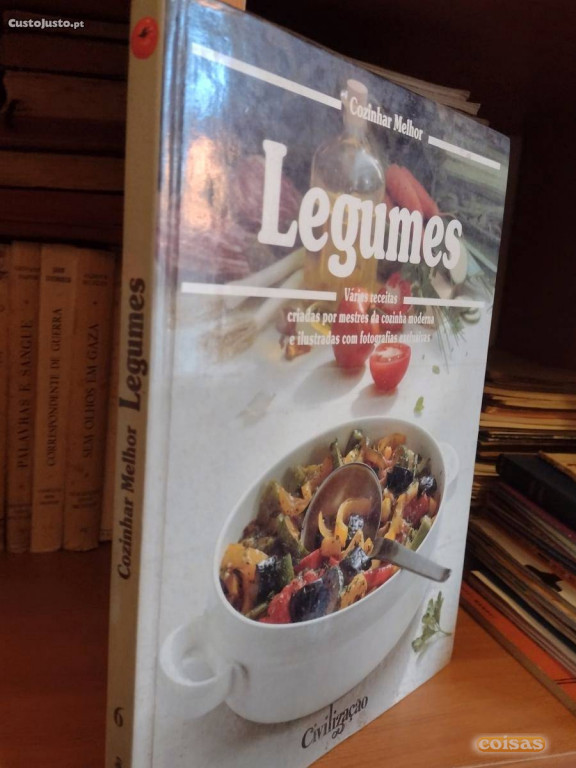 CustoJusto.pt
Cozinhar Melhor
Legumes
Várias receitas
criadas por mestres da cozinha moderna
e ilustradas com fotografias exclusivas
Civilização
Cozinhar Melhor Legumes
6
PALAVRAS E SANGUE
CORRESPONDENTE DE GUERRA
SEM OLHOS EM GAZA
coisas